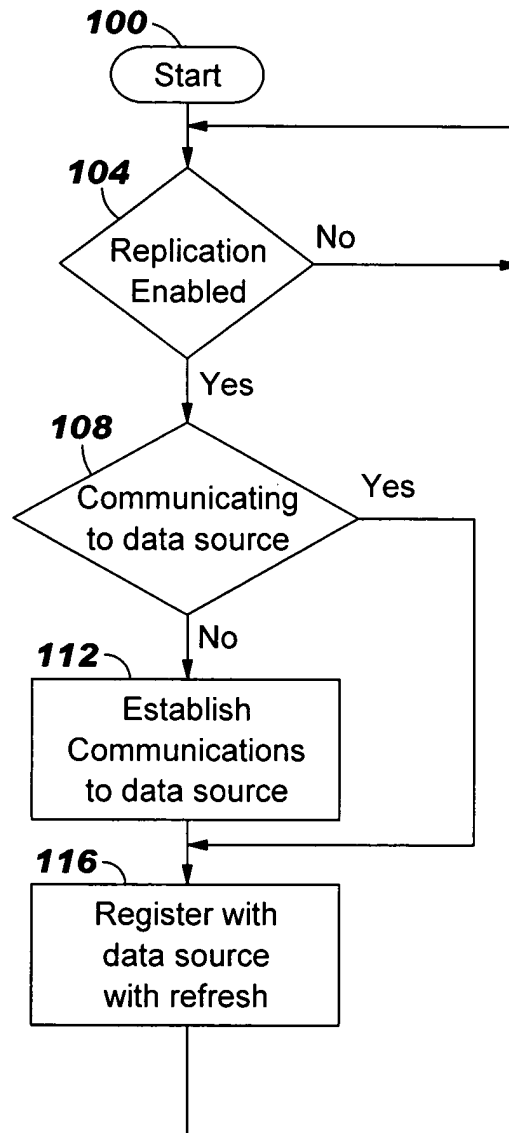 100
Start
104
Replication
Enabled
No
Yes
108
Communicating
to data source
Yes
No
112
Establish
Communications
to data source
116
Register with
data source
with refresh